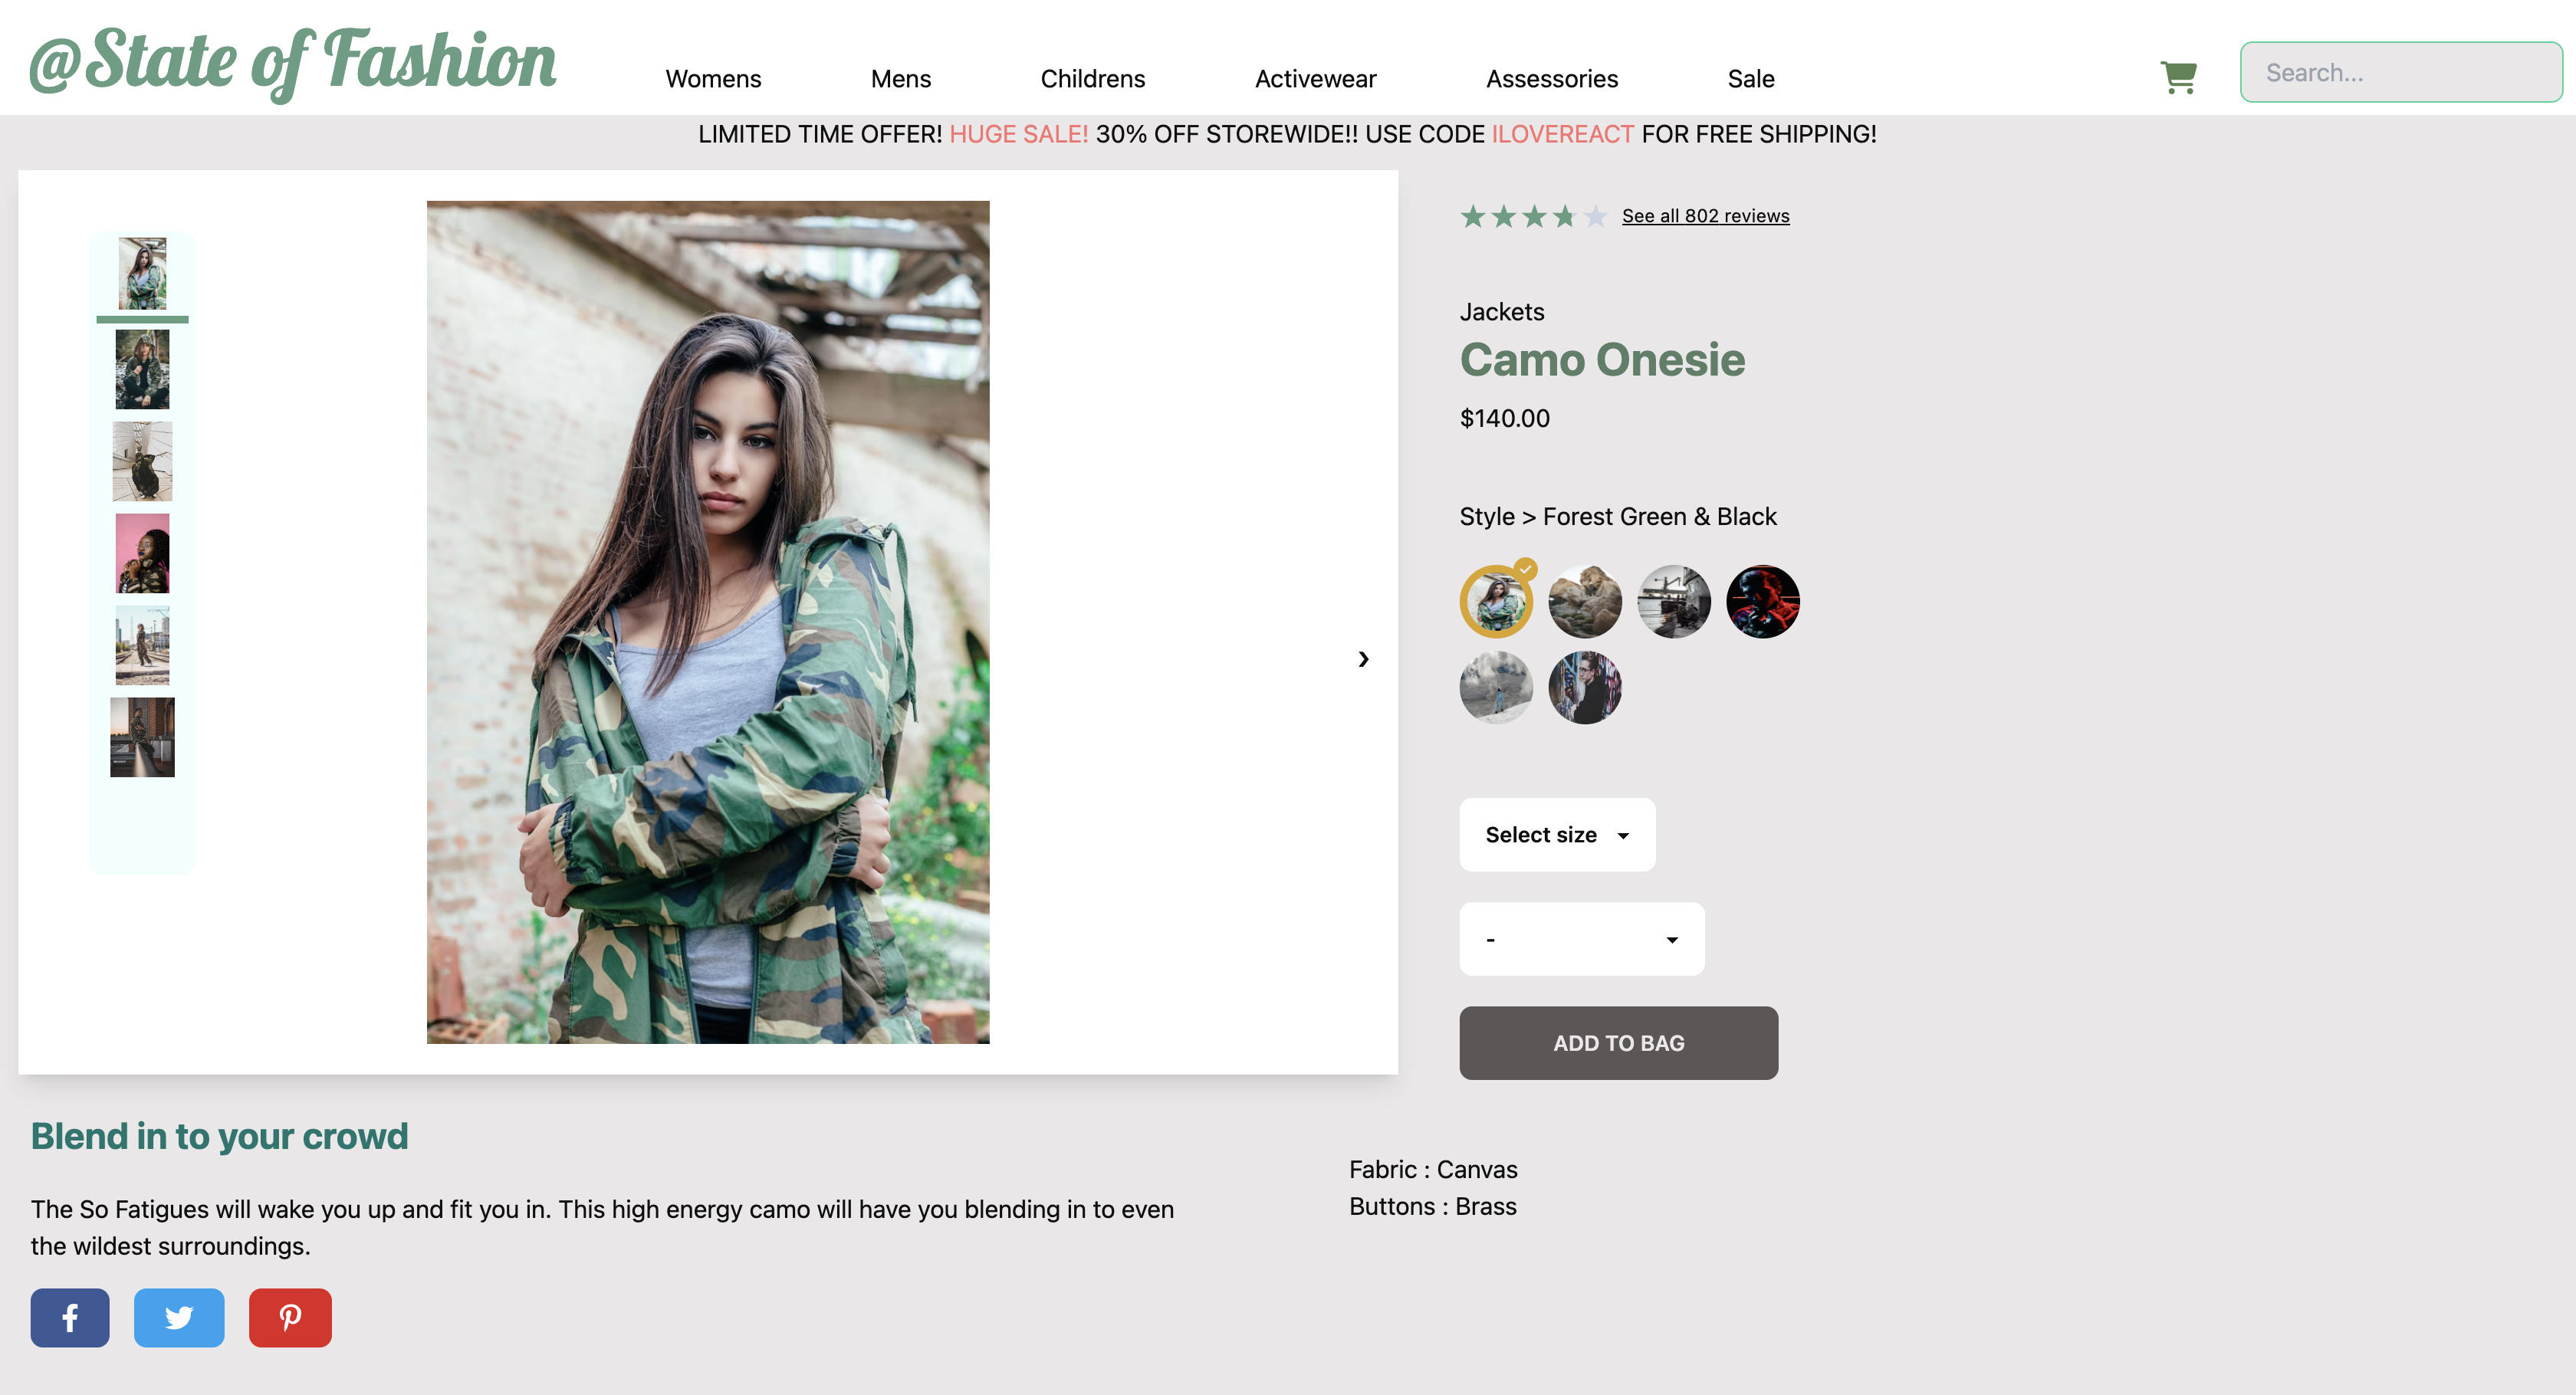 @State of Fashion
Womens
Mens
Childrens
Activewear
Assessories
Sale
Search...
LIMITED TIME OFFER! HUGE SALE! 30% OFF STOREWIDE!! USE CODE ILOVEREACT FOR FREE SHIPPING!
See all 802 reviews
Jackets
Camo Onesie
$140.00
Style > Forest Green & Black
Select size
-
ADD TO BAG
Blend in to your crowd
The So Fatigues will wake you up and fit you in. This high energy camo will have you blending in to even
the wildest surroundings.
Fabric : Canvas
Buttons : Brass